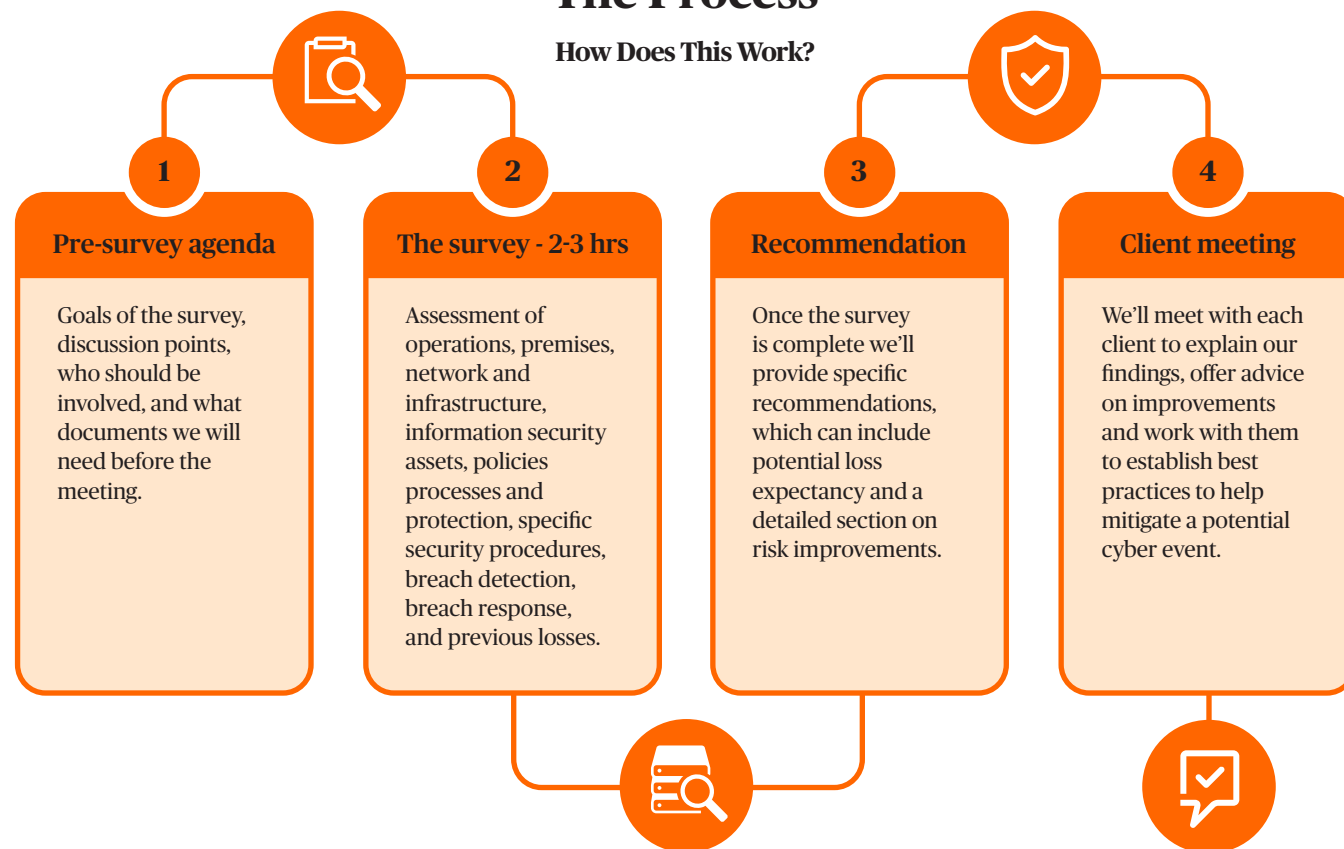 The Process
How Does This Work?
1
Pre-survey agenda
Goals of the survey,
discussion points,
who should be
involved, and what
documents we will
need before the
meeting.
2
The survey - 2-3 hrs
Assessment of
operations, premises,
network and
infrastructure,
information security
assets, policies
processes and
protection, specific
security procedures,
breach detection,
breach response,
and previous losses.
3
Recommendation
Once the survey
is complete we’ll
provide specific
recommendations,
which can include
potential loss
expectancy and a
detailed section on
risk improvements.
4
Client meeting
We’ll meet with each
client to explain our
findings, offer advice
on improvements
and work with them
to establish best
practices to help
mitigate a potential
cyber event.